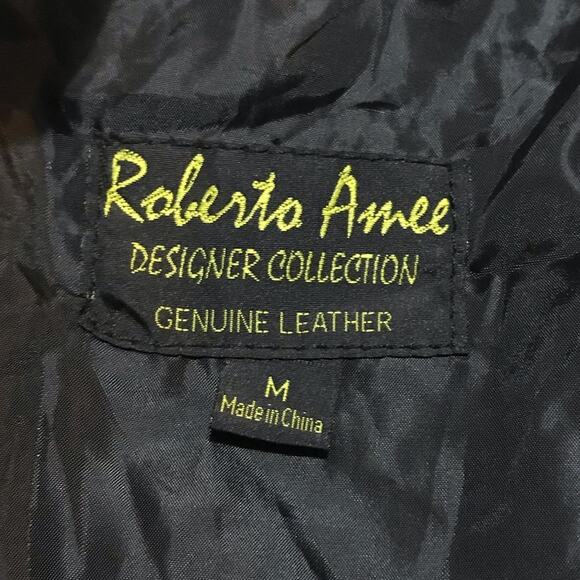 Roberto Amee
DESIGNER COLLECTION
GENUINE LEATHER
M
Made in China